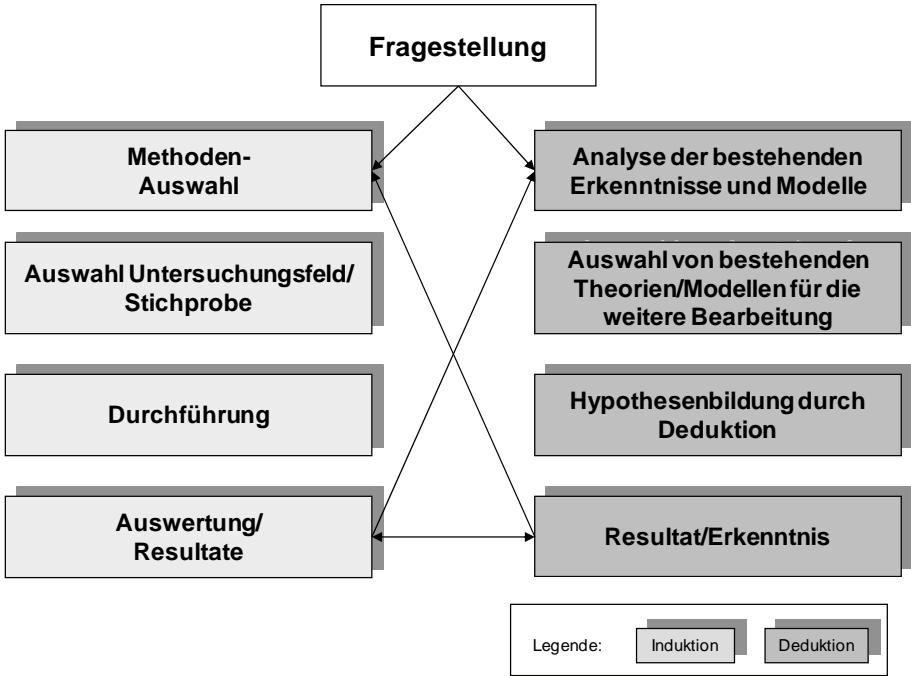 Fragestellung
Methoden-
Auswahl
Auswahl Untersuchungsfeld/
Stichprobe
Durchführung
Auswertung/
Resultate
Analyse der bestehenden
Erkenntnisse und Modelle
Auswahl von bestehenden
Theorien/Modellen für die
weitere Bearbeitung
Hypothesenbildung durch
Deduktion
Resultat/Erkenntnis
Legende:
Induktion
Deduktion